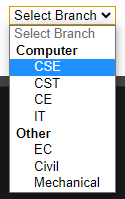 Select Branch
Select Branch
Computer
CSE
CST
CE
IT
Other
EC
Civil
Mechanical